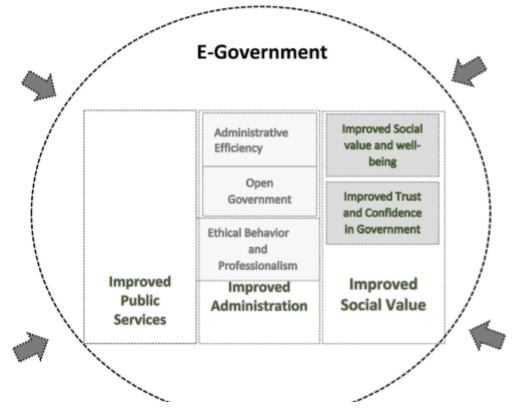 E-Government
Administrative
Efficiency
Open
Government
Ethical Behavior
and
Professionalism
Improved Social
value and well-
being
Improved Trust
and Confidence
in Government
Improved
Public
Services
Improved
Administration
Improved
Social Value